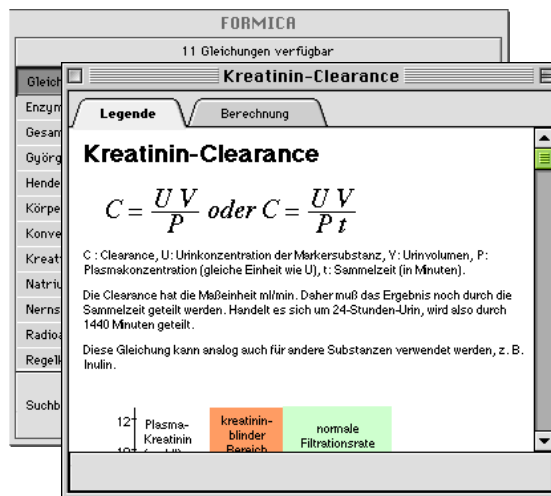 FORMICA
11 Gleichungen verfügbar
Gleich
Enzym
Gesam
Györg
Hende
Körpe
Konve
Kreat
Natriu
Nerns
Radioa
Regelk
Suchb
Kreatinin-Clearance
Legende
Berechnung
Kreatinin-Clearance
C = U V / P oder C = U V / P t
C : Clearance, U: Urinkonzentration der Markersubstanz, V: Urinvolumen, P:
Plasmakonzentration (gleiche Einheit wie U), t: Sammelzeit (in Minuten).
Die Clearance hat die Maßeinheit ml/min. Daher muß das Ergebnis noch durch die
Sammelzeit geteilt werden. Handelt es sich um 24-Stunden-Urin, wird also durch
1440 Minuten geteilt.
Diese Gleichung kann analog auch für andere Substanzen verwendet werden, z. B.
Inulin.
12
Plasma-
Kreatinin
kreatinin-
blinder
Bereich
normale
Filtrationsrate